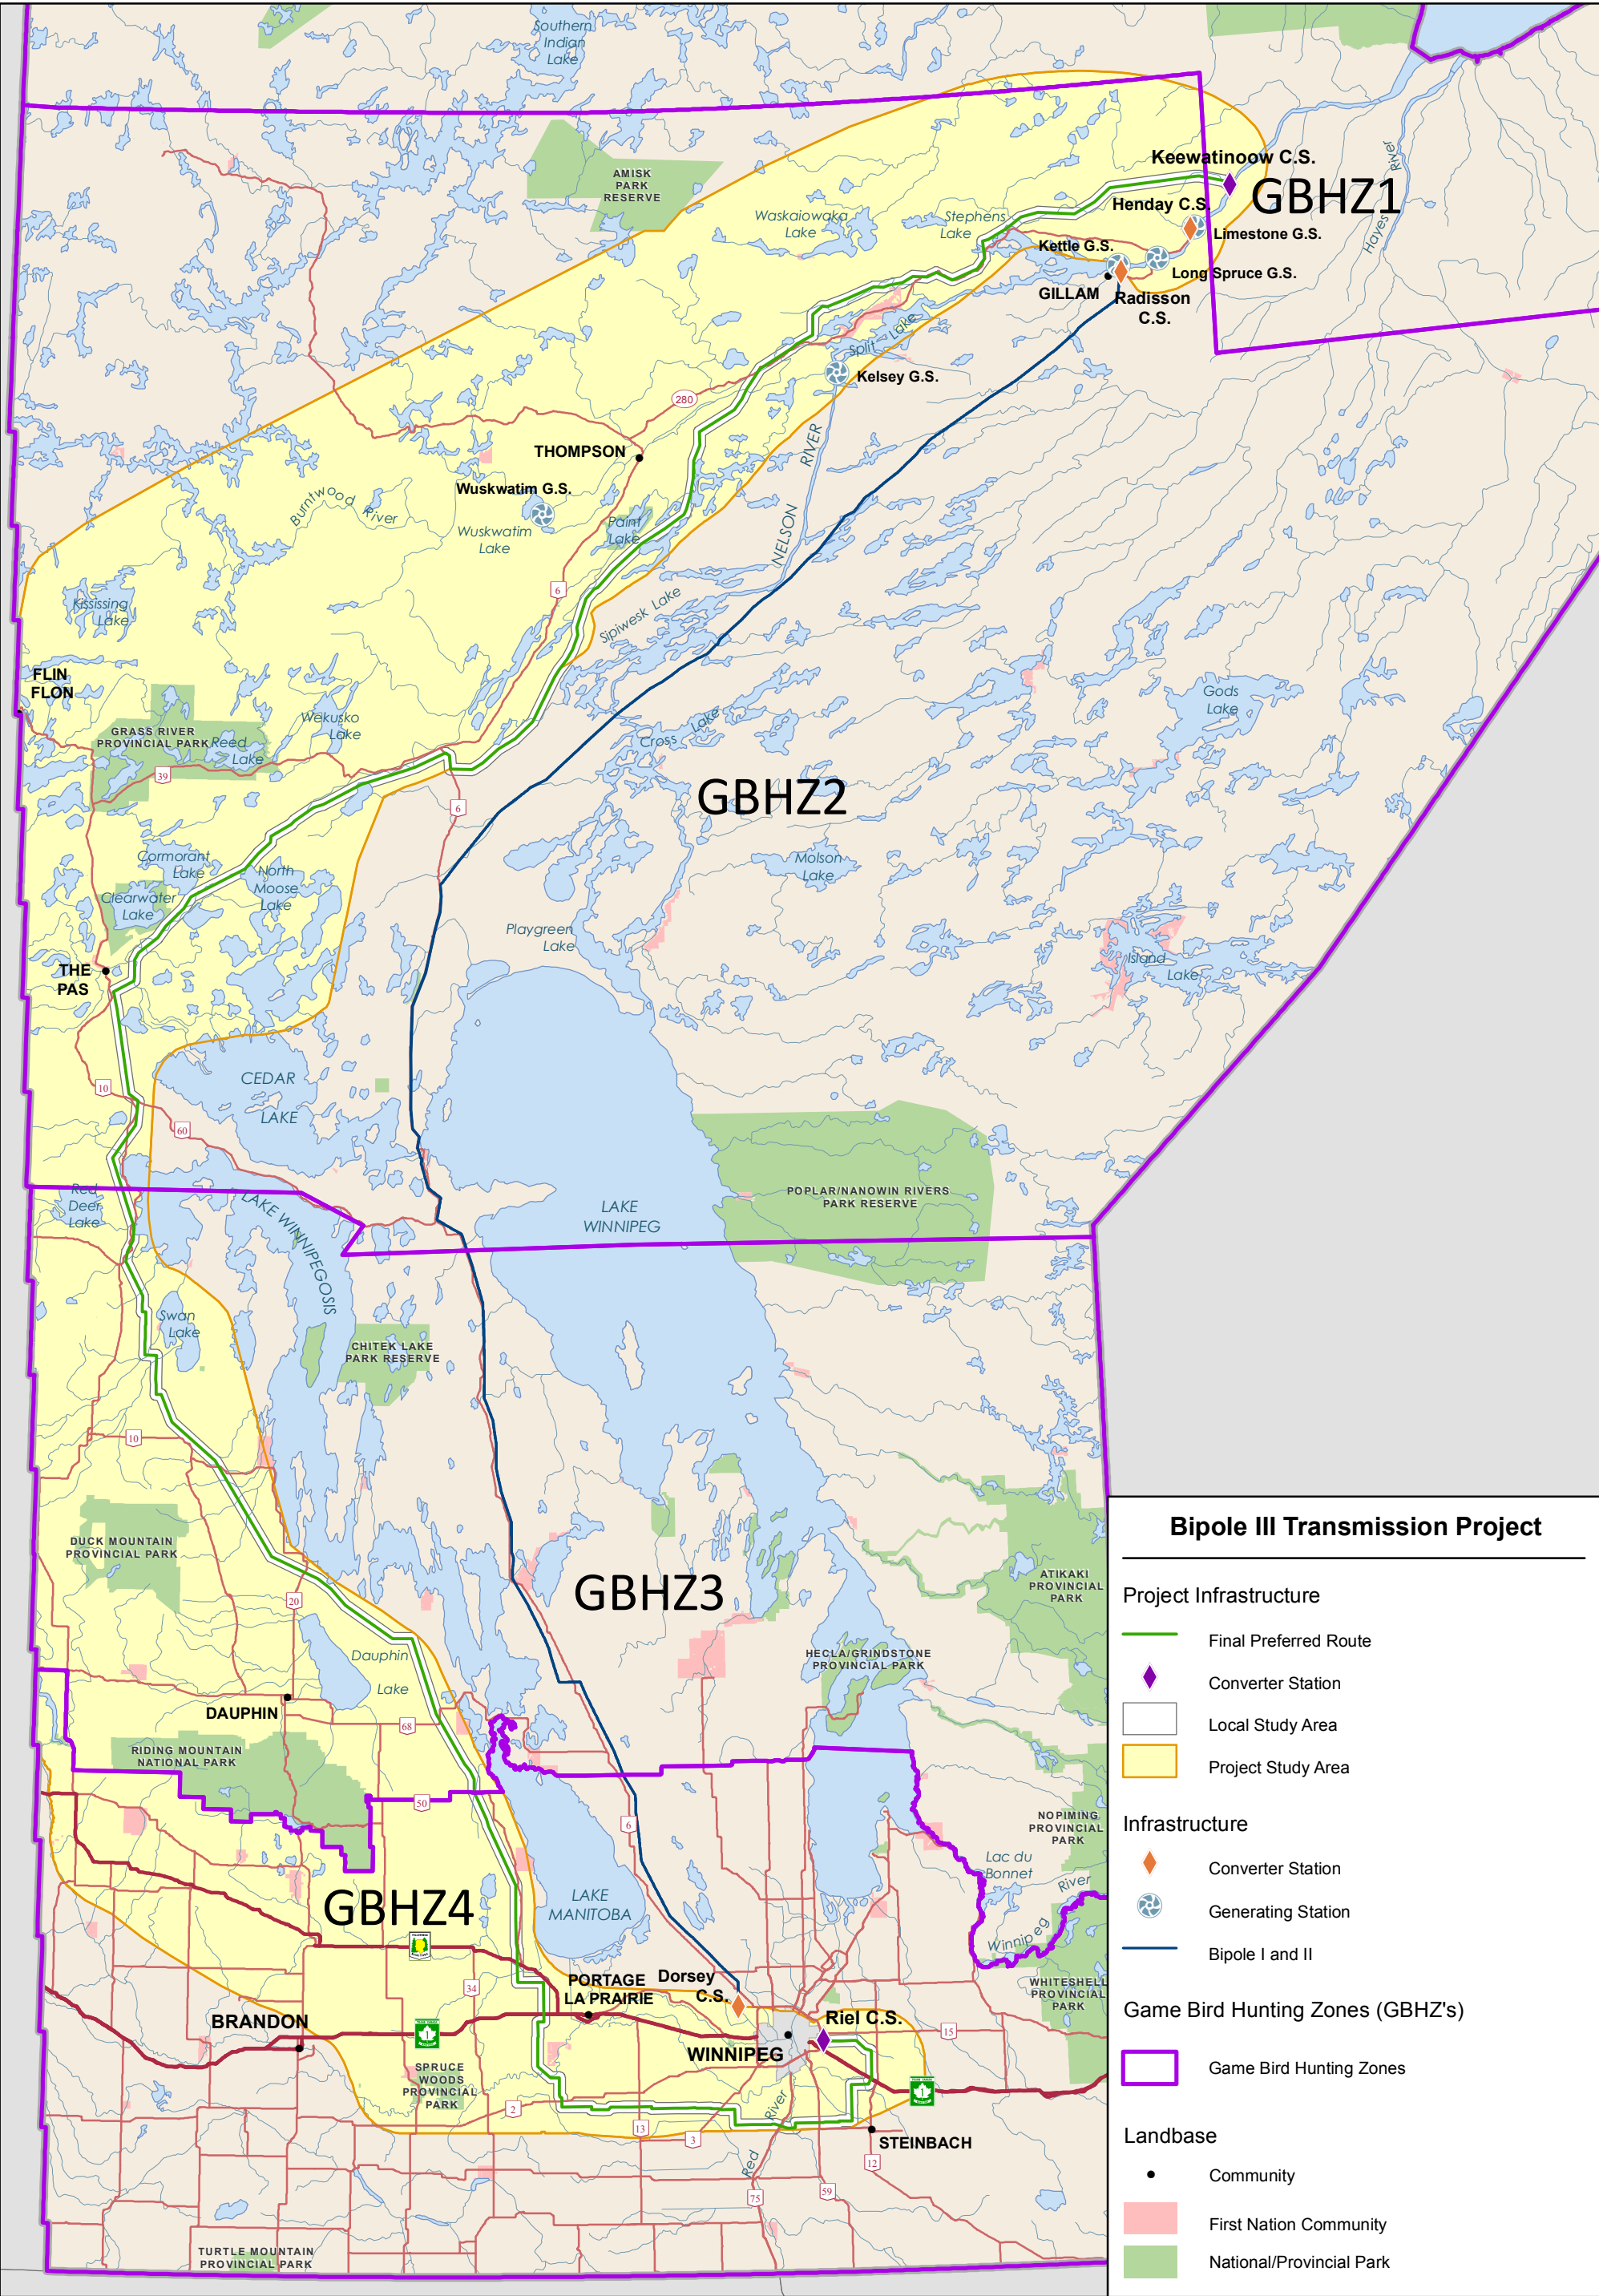 Southern
Indian
Lake
AMISK
PARK
RESERVE
Keewatinoow C.S.
GBHZ1
Hayes River
Waskaiowaka
Lake
Stephens
Lake
Henday C.S.
Limestone G.S.
Kettle G.S.
Long Spruce G.S.
GILLAM
Radisson
C.S.
Split Lake
Kelsey G.S.
280
THOMPSON
NELSON RIVER
Wuskwatim G.S.
Burntwood River
Wuskwatim
Lake
Paint
Lake
6
Kississing
Lake
Sipiwesk Lake
FLIN
FLON
Gods
Lake
GRASS RIVER
PROVINCIAL PARK
Reed
Lake
Wekusko
Lake
Cross Lake
39
6
GBHZ2
Cormorant
Lake
North
Moose
Lake
Molson
Lake
Clearwater
Lake
Playgreen
Lake
Island
Lake
THE
PAS
CEDAR
LAKE
10
60
Red
Deer
Lake
LAKE WINNIPEGOSIS
LAKE
WINNIPEG
POPLAR/NANOWIN RIVERS
PARK RESERVE
Swan
Lake
CHITEK LAKE
PARK RESERVE
10
DUCK MOUNTAIN
PROVINCIAL PARK
20
GBHZ3
ATIKAKI
PROVINCIAL
PARK
Dauphin
Lake
HECLA/GRINDSTONE
PROVINCIAL PARK
DAUPHIN
68
RIDING MOUNTAIN
NATIONAL PARK
50
6
NOPIMING
PROVINCIAL
PARK
Lac du
Bonnet
Winnipeg River
GBHZ4
LAKE
MANITOBA
34
PORTAGE
LA PRAIRIE
Dorsey
C.S.
WHITESHELL
PROVINCIAL
PARK
BRANDON
1
Riel C.S.
15
WINNIPEG
SPRUCE
WOODS
PROVINCIAL
PARK
1
2
13
3
Red River
STEINBACH
12
75
59
TURTLE MOUNTAIN
PROVINCIAL PARK
Bipole III Transmission Project
Project Infrastructure
Final Preferred Route
Converter Station
Local Study Area
Project Study Area
Infrastructure
Converter Station
Generating Station
Bipole I and II
Game Bird Hunting Zones (GBHZ's)
Game Bird Hunting Zones
Landbase
Community
First Nation Community
National/Provincial Park